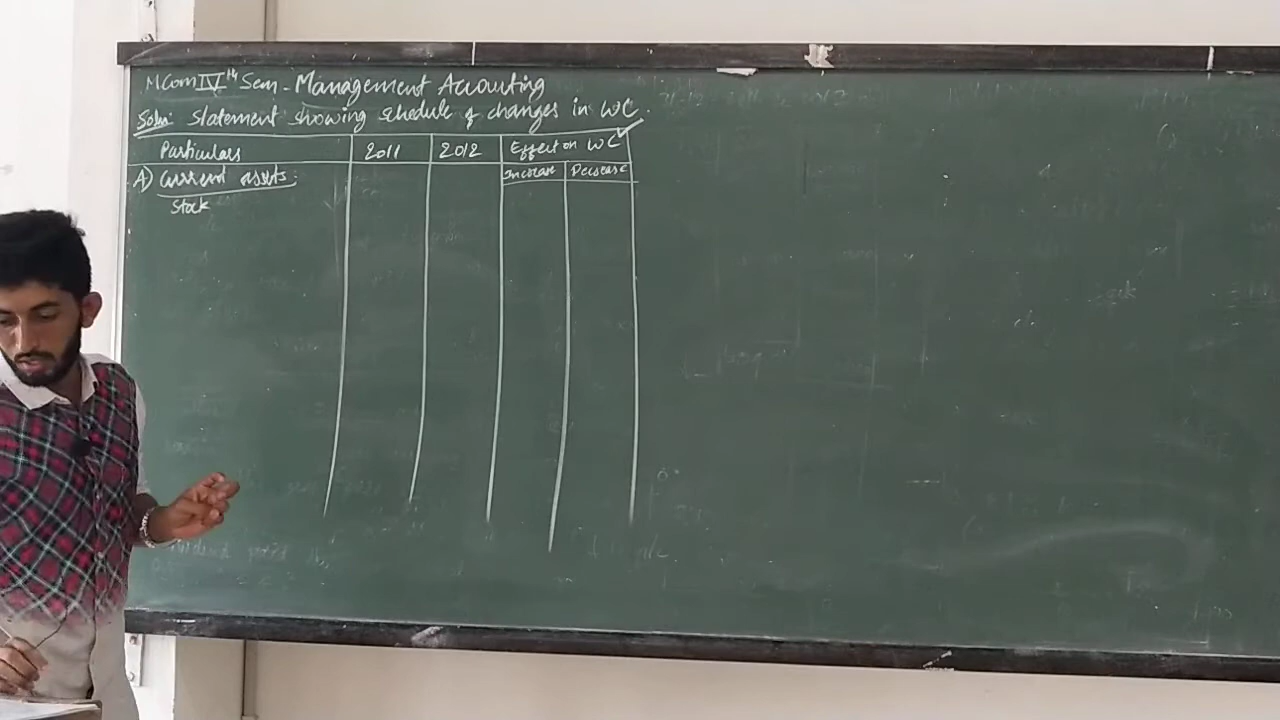 MCom IVth Sem - Management Accouting
Soln: Statement showing schedule of changes in WC.
Particulars 2011 2012 Effect on WC
A) Current assets: Increase Decrease
Stock